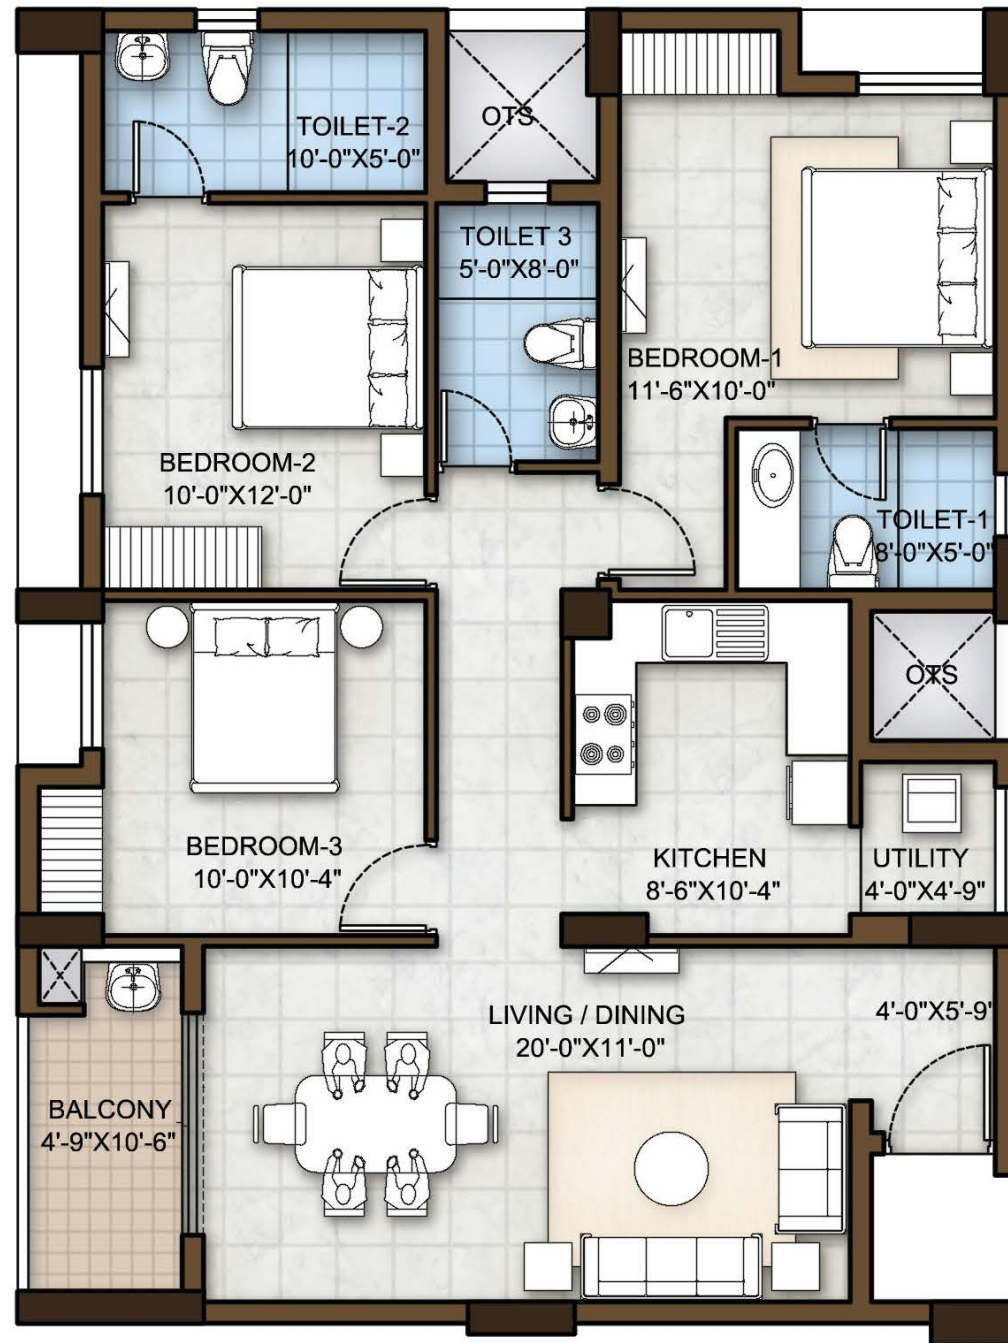 TOILET-2
10'-0"X5'-0"
OTS
TOILET 3
5'-0"X8'-0"
BEDROOM-1
11'-6"X10'-0"
BEDROOM-2
10'-0"X12'-0"
TOILET-1
8'-0"X5'-0"
OTS
BEDROOM-3
10'-0"X10'-4"
KITCHEN
8'-6"X10'-4"
UTILITY
4'-0"X4'-9"
LIVING / DINING
20'-0"X11'-0"
4'-0"X5'-9"
BALCONY
4'-9"X10'-6"